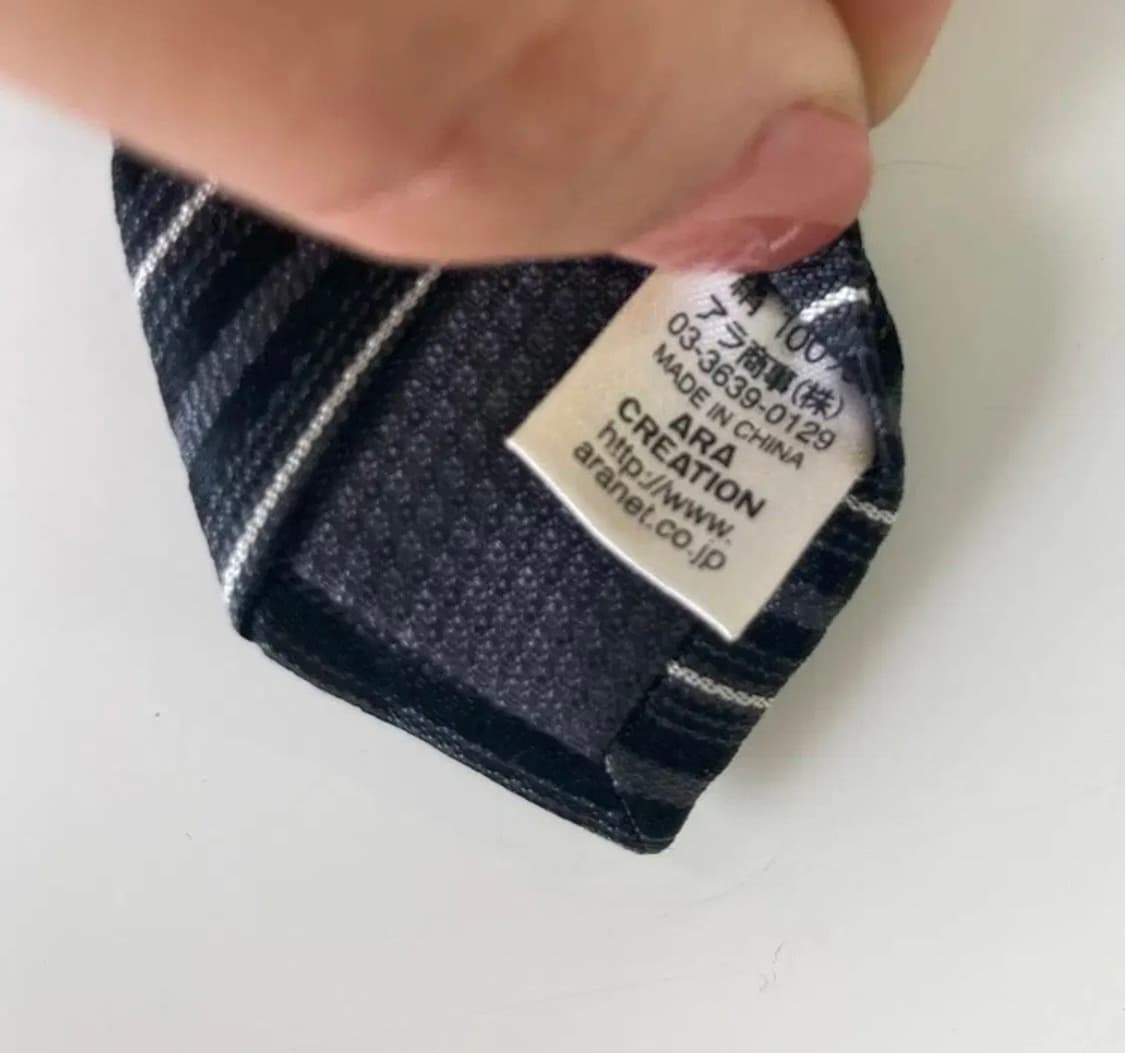 絹 100%
アラ商事(株)
03-3639-0129
MADE IN CHINA
ARA
CREATION
http://www.
aranet.co.jp